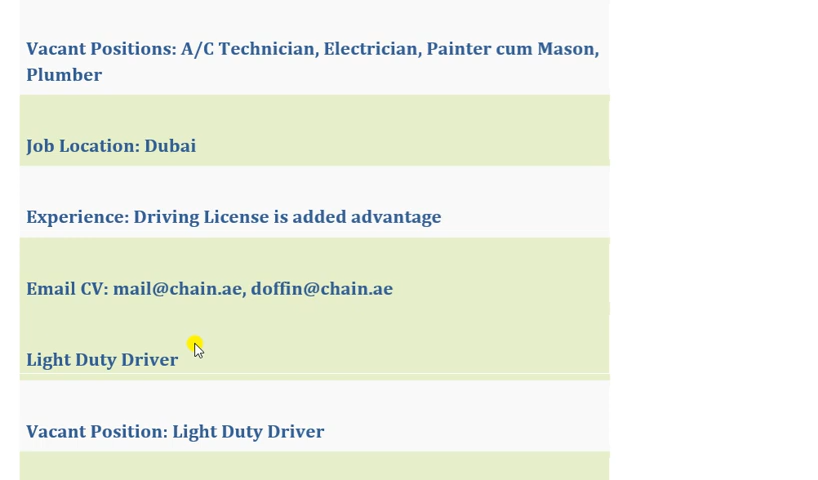 Vacant Positions: A/C Technician, Electrician, Painter cum Mason,
Plumber
Job Location: Dubai
Experience: Driving License is added advantage
Email CV: mail@chain.ae, doffin@chain.ae
Light Duty Driver
Vacant Position: Light Duty Driver